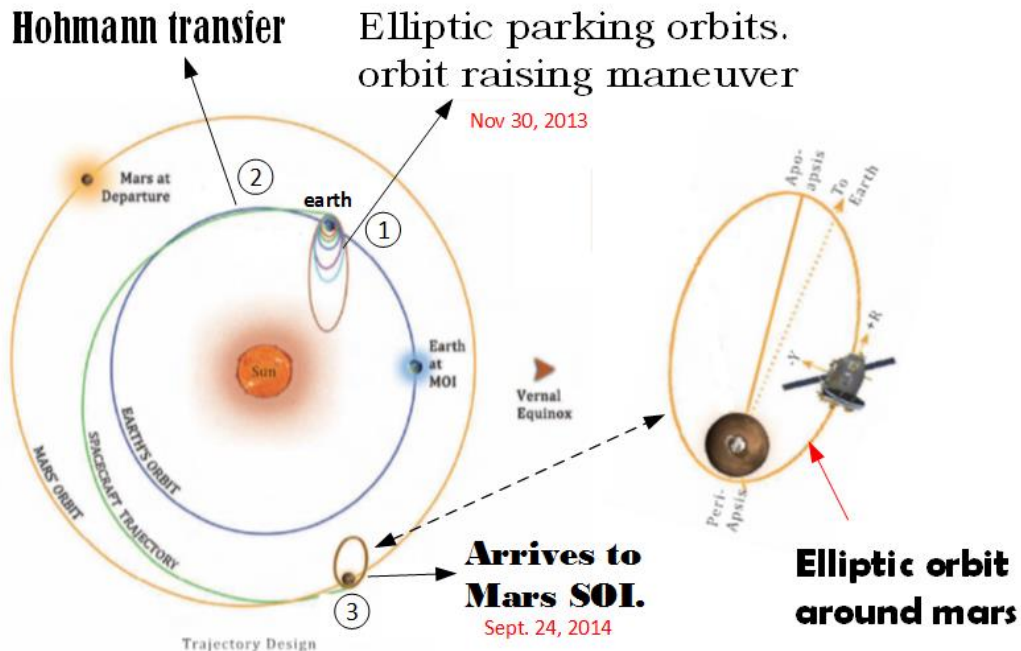 Hohmann transfer
Elliptic parking orbits.
orbit raising maneuver
Nov 30, 2013
Mars at
Departure
2
earth
1
Sun
Earth
at
MOI
Vernal
Equinox
EARTH'S ORBIT
SPACECRAFT TRAJECTORY
MARS' ORBIT
Arrives to
Mars SOI.
Sept. 24, 2014
3
Trajectory Design
Apo-
apsis
To
Earth
+R
-Y
Peri-
Apsis
Elliptic orbit
around mars